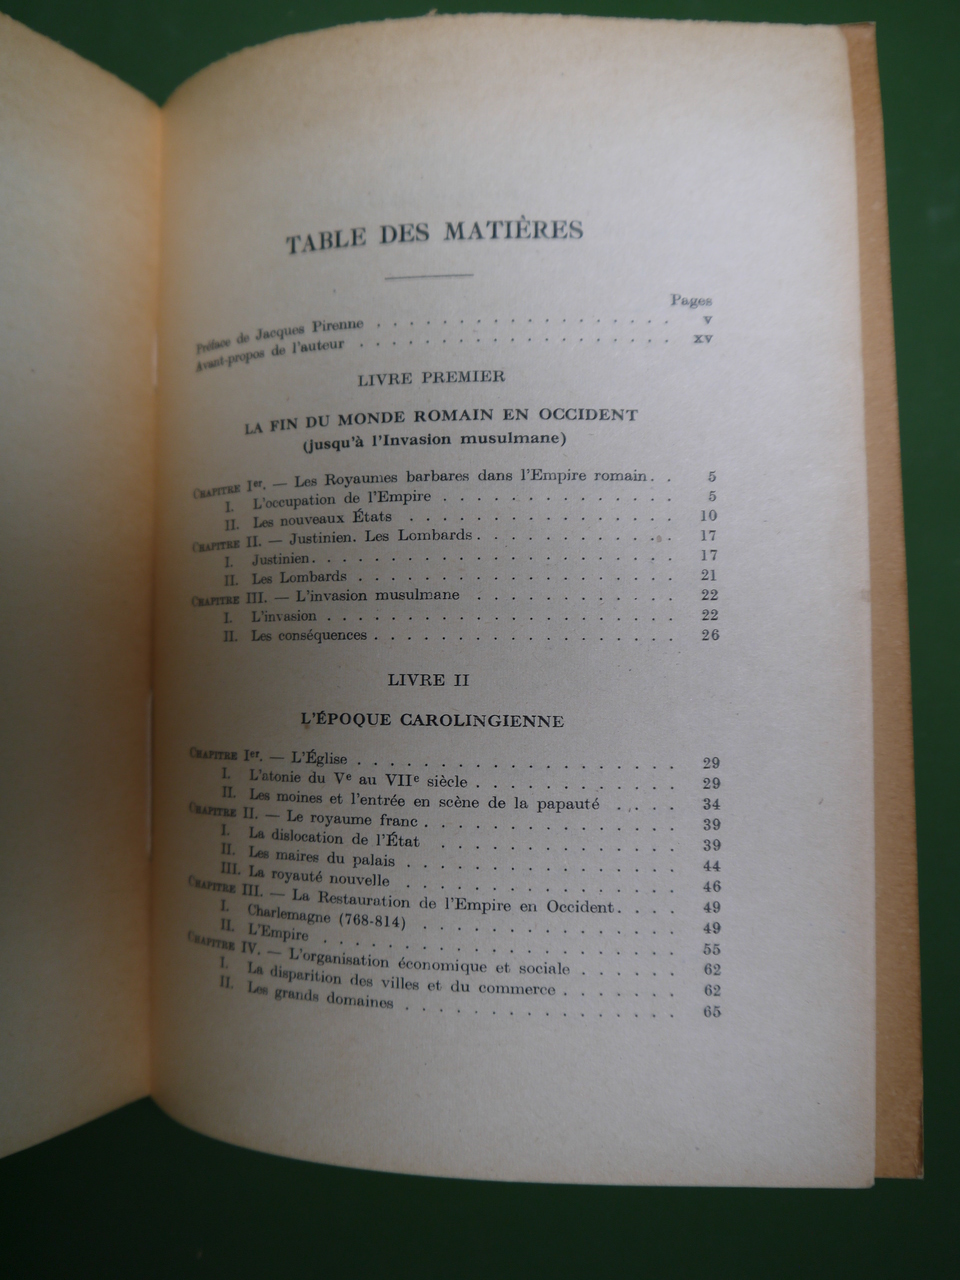 TABLE DES MATIÈRES
Pages
Préface de Jacques Pirenne . . . . . . . . . . . . . . . . . v
Avant-propos de l'auteur . . . . . . . . . . . . . . . . . xv
LIVRE PREMIER
LA FIN DU MONDE ROMAIN EN OCCIDENT
(jusqu'à l'Invasion musulmane)
CHAPITRE Ier. — Les Royaumes barbares dans l'Empire romain. . 5
I. L'occupation de l'Empire . . . . . . . . . . . . . 5
II. Les nouveaux États . . . . . . . . . . . . . . . 10
CHAPITRE II. — Justinien. Les Lombards . . . . . . . . . . . 17
I. Justinien . . . . . . . . . . . . . . . . . . . 17
II. Les Lombards . . . . . . . . . . . . . . . . . 21
CHAPITRE III. — L'invasion musulmane . . . . . . . . . . . 22
I. L'invasion . . . . . . . . . . . . . . . . . . 22
II. Les conséquences . . . . . . . . . . . . . . . . 26
LIVRE II
L'ÉPOQUE CAROLINGIENNE
CHAPITRE Ier. — L'Église . . . . . . . . . . . . . . . . . 29
I. L'atonie du Ve au VIIe siècle . . . . . . . . . . . 29
II. Les moines et l'entrée en scène de la papauté . . . . 34
CHAPITRE II. — Le royaume franc . . . . . . . . . . . . . . 39
I. La dislocation de l'État . . . . . . . . . . . . . 39
II. Les maires du palais . . . . . . . . . . . . . . 44
III. La royauté nouvelle . . . . . . . . . . . . . . 46
CHAPITRE III. — La Restauration de l'Empire en Occident. . . . 49
I. Charlemagne (768-814) . . . . . . . . . . . . . . 49
II. L'Empire . . . . . . . . . . . . . . . . . . . 55
CHAPITRE IV. — L'organisation économique et sociale . . . . . . 62
I. La disparition des villes et du commerce . . . . . . . 62
II. Les grands domaines . . . . . . . . . . . . . . . 65